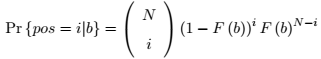 Pr {pos = i|b} = ( N i ) (1 − F (b))^i F (b)^{N−i}